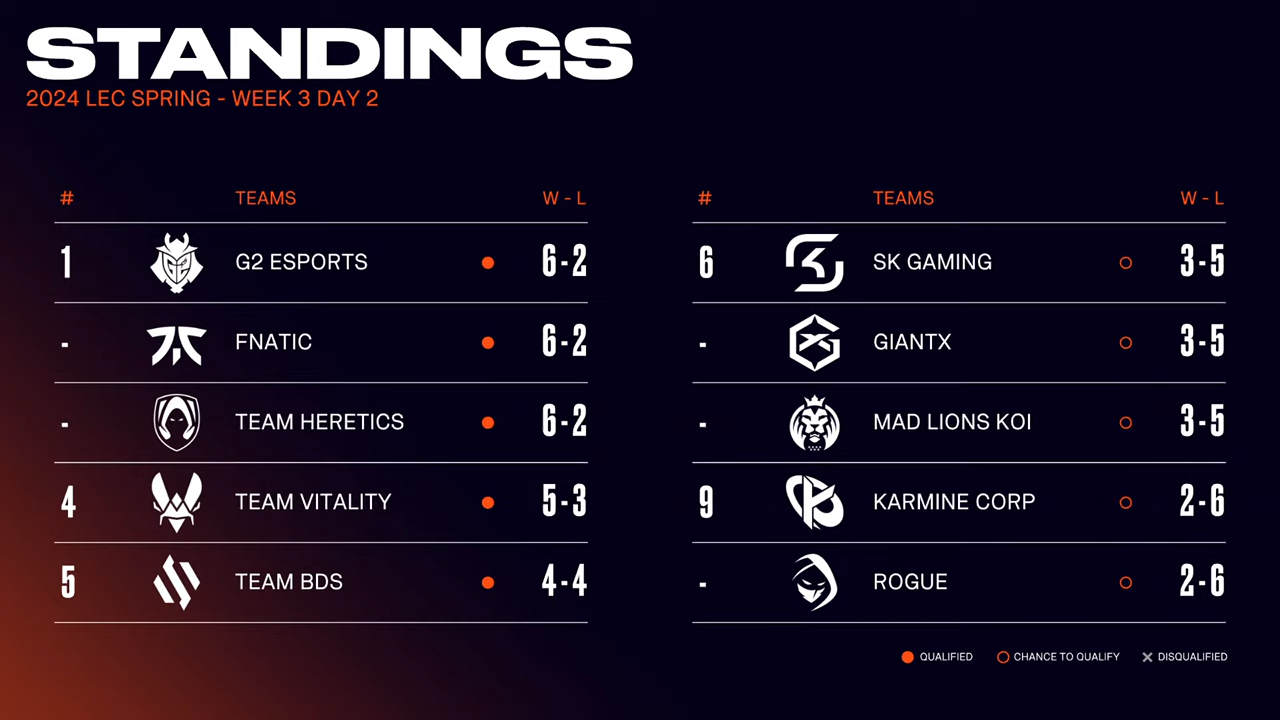 STANDINGS
2024 LEC SPRING - WEEK 3 DAY 2
# TEAMS W - L
1 G2 ESPORTS 6-2
- FNATIC 6-2
- TEAM HERETICS 6-2
4 TEAM VITALITY 5-3
5 TEAM BDS 4-4
# TEAMS W - L
6 SK GAMING 3-5
- GIANTX 3-5
- MAD LIONS KOI 3-5
9 KARMINE CORP 2-6
- ROGUE 2-6
QUALIFIED CHANCE TO QUALIFY DISQUALIFIED